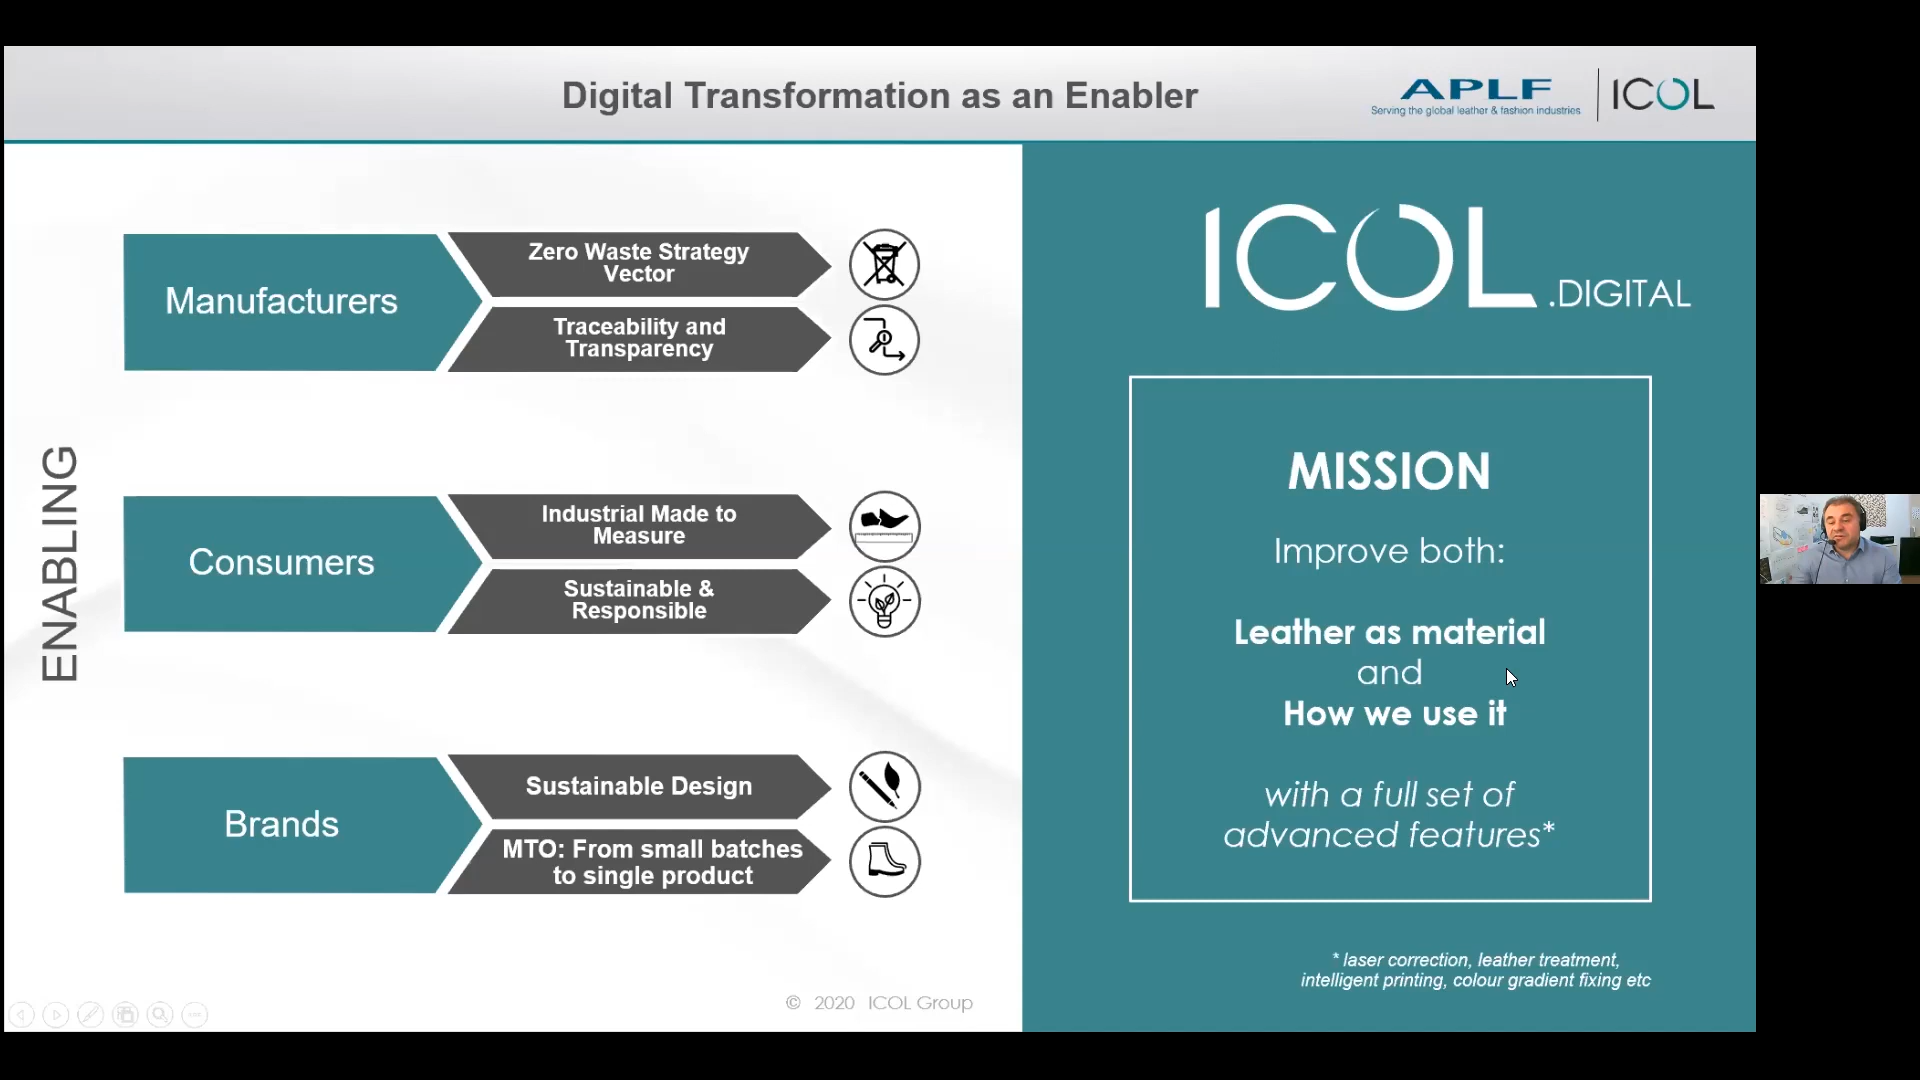 Digital Transformation as an Enabler
APLF
Serving the global leather & fashion industries
ICOL
ENABLING
Manufacturers
Zero Waste Strategy
Vector
Traceability and
Transparency
Consumers
Industrial Made to
Measure
Sustainable &
Responsible
Brands
Sustainable Design
MTO: From small batches
to single product
© 2020 ICOL Group
ICOL.DIGITAL
MISSION
Improve both:
Leather as material
and
How we use it
with a full set of
advanced features*
* laser correction, leather treatment,
intelligent printing, colour gradient fixing etc